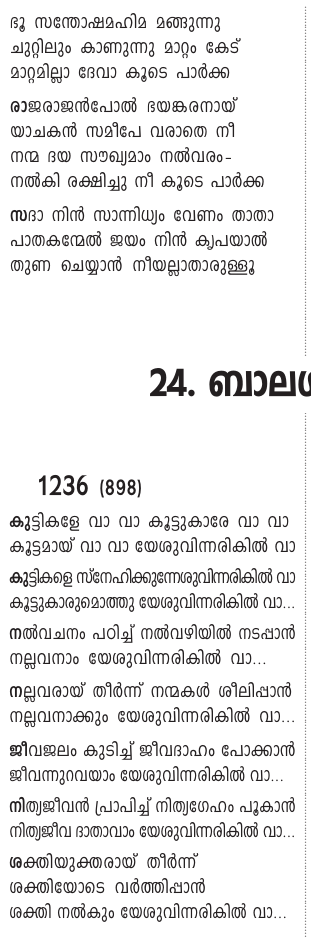 ഭൂ സന്തോഷമഹിമ മങ്ങുന്നു
ചുറ്റിലും കാണുന്നു മാറ്റം കേട്
മാറ്റമില്ലാ ദേവാ കൂടെ പാർക്ക
രാജരാജൻപോൽ ഭയങ്കരനായ്
യാചകൻ സമീപേ വരാതെ നീ
നന്മ ദയ സൗഖ്യമാം നൽവരം-
നൽകി രക്ഷിച്ചു നീ കൂടെ പാർക്ക
സദാ നിൻ സാന്നിധ്യം വേണം താതാ
പാതകന്മേൽ ജയം നിൻ കൃപയാൽ
തുണ ചെയ്യാൻ നീയല്ലാതാരുള്ളൂ
24. ബാല
1236 (898)
കുട്ടികളേ വാ വാ കൂട്ടുകാരേ വാ വാ
കൂട്ടമായ് വാ വാ യേശുവിന്നരികിൽ വാ
കുട്ടികളെ സ്നേഹിക്കുന്നേശുവിന്നരികിൽ വാ
കൂട്ടുകാരുമൊത്തു യേശുവിന്നരികിൽ വാ...
നൽവചനം പഠിച്ച് നൽവഴിയിൽ നടപ്പാൻ
നല്ലവനാം യേശുവിന്നരികിൽ വാ...
നല്ലവരായ് തീർന്ന് നന്മകൾ ശീലിപ്പാൻ
നല്ലവനാക്കും യേശുവിന്നരികിൽ വാ...
ജീവജലം കുടിച്ച് ജീവദാഹം പോക്കാൻ
ജീവന്നുറവയാം യേശുവിന്നരികിൽ വാ...
നിത്യജീവൻ പ്രാപിച്ച് നിത്യഗേഹം പൂകാൻ
നിത്യജീവ ദാതാവാം യേശുവിന്നരികിൽ വാ...
ശക്തിയുക്തരായ് തീർന്ന്
ശക്തിയോടെ വർത്തിപ്പാൻ
ശക്തി നൽകും യേശുവിന്നരികിൽ വാ...